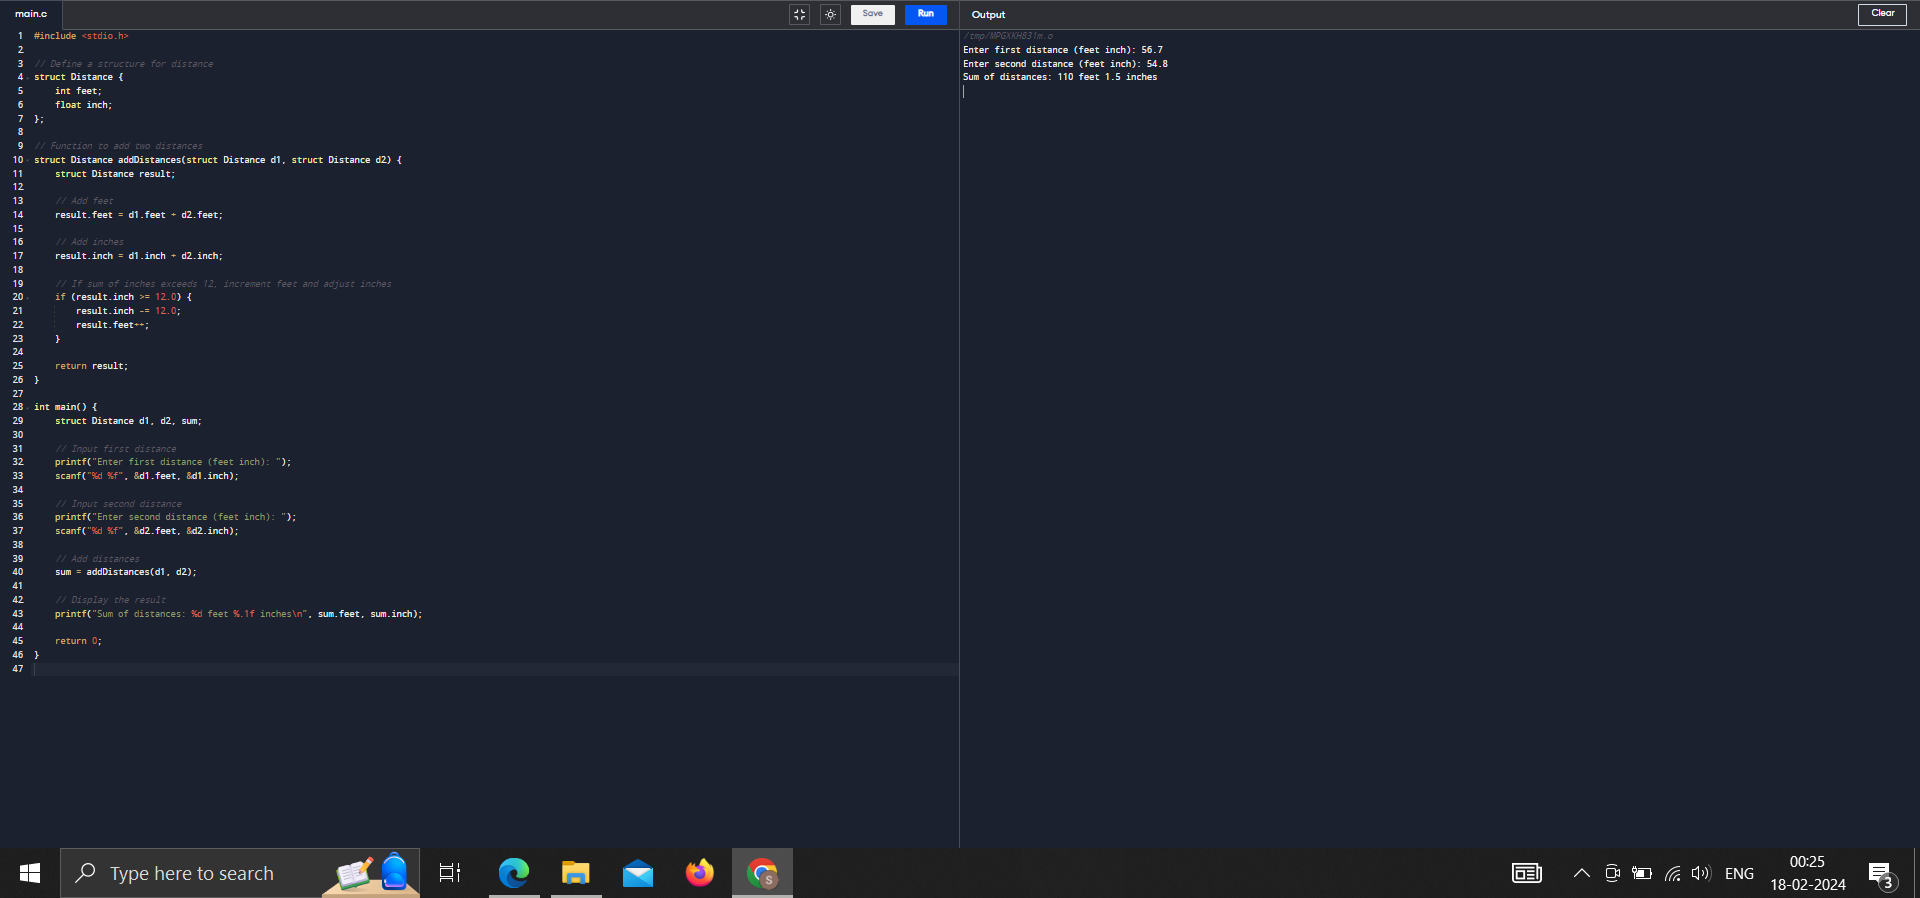 main.c
Save
Run
Output
Clear
1 #include <stdio.h>
2
3 // Define a structure for distance
4 struct Distance {
5 int feet;
6 float inch;
7 };
8
9 // Function to add two distances
10 struct Distance addDistances(struct Distance d1, struct Distance d2) {
11 struct Distance result;
12
13 // Add feet
14 result.feet = d1.feet + d2.feet;
15
16 // Add inches
17 result.inch = d1.inch + d2.inch;
18
19 // If sum of inches exceeds 12, increment feet and adjust inches
20 if (result.inch >= 12.0) {
21 result.inch -= 12.0;
22 result.feet++;
23 }
24
25 return result;
26 }
27
28 int main() {
29 struct Distance d1, d2, sum;
30
31 // Input first distance
32 printf("Enter first distance (feet inch): ");
33 scanf("%d %f", &d1.feet, &d1.inch);
34
35 // Input second distance
36 printf("Enter second distance (feet inch): ");
37 scanf("%d %f", &d2.feet, &d2.inch);
38
39 // Add distances
40 sum = addDistances(d1, d2);
41
42 // Display the result
43 printf("Sum of distances: %d feet %.1f inches\n", sum.feet, sum.inch);
44
45 return 0;
46 }
47
/tmp/MPGXKH831m.o
Enter first distance (feet inch): 56.7
Enter second distance (feet inch): 54.8
Sum of distances: 110 feet 1.5 inches
Type here to search
S
ENG
00:25
18-02-2024
3